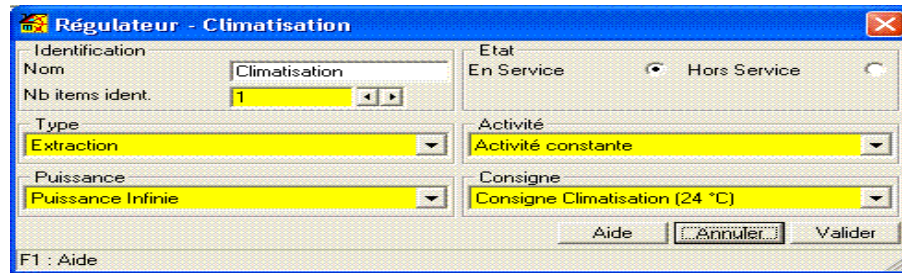 Régulateur - Climatisation
Identification
Nom Climatisation
Nb items ident. 1
Etat
En Service Hors Service
Type
Extraction
Activité
Activité constante
Puissance
Puissance Infinie
Consigne
Consigne Climatisation (24 °C)
Aide Annuler Valider
F1 : Aide